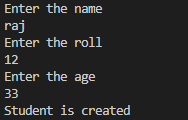 Enter the name
raj
Enter the roll
12
Enter the age
33
Student is created